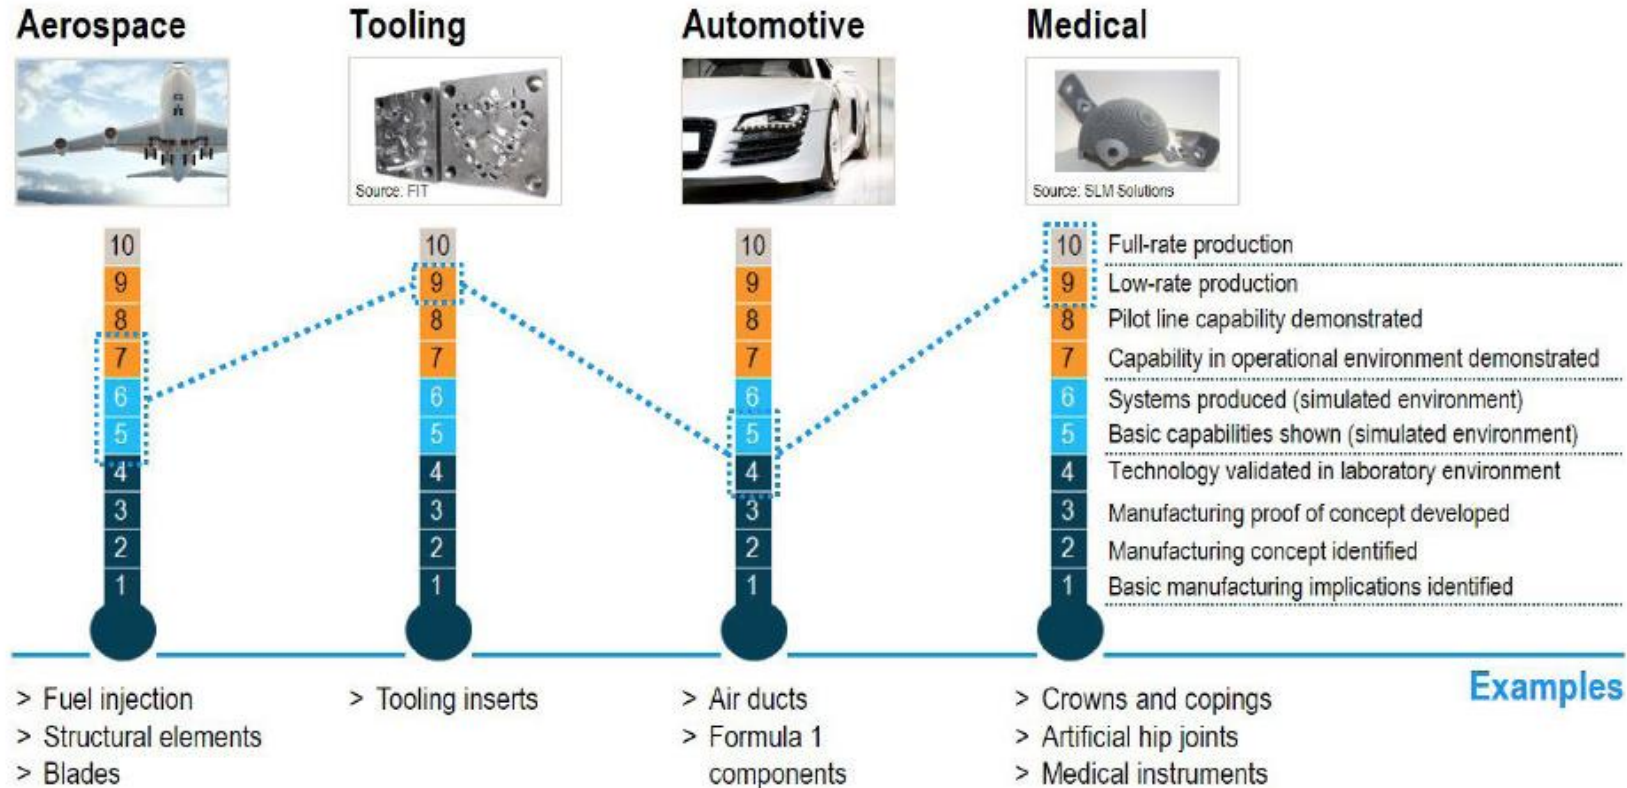 Aerospace
Tooling
Automotive
Medical
Source: FIT
Source: SLM Solutions
10
9
8
7
6
5
4
3
2
1
10
9
8
7
6
5
4
3
2
1
10
9
8
7
6
5
4
3
2
1
10 Full-rate production
9 Low-rate production
8 Pilot line capability demonstrated
7 Capability in operational environment demonstrated
6 Systems produced (simulated environment)
5 Basic capabilities shown (simulated environment)
4 Technology validated in laboratory environment
3 Manufacturing proof of concept developed
2 Manufacturing concept identified
1 Basic manufacturing implications identified
Examples
> Fuel injection
> Structural elements
> Blades
> Tooling inserts
> Air ducts
> Formula 1
components
> Crowns and copings
> Artificial hip joints
> Medical instruments